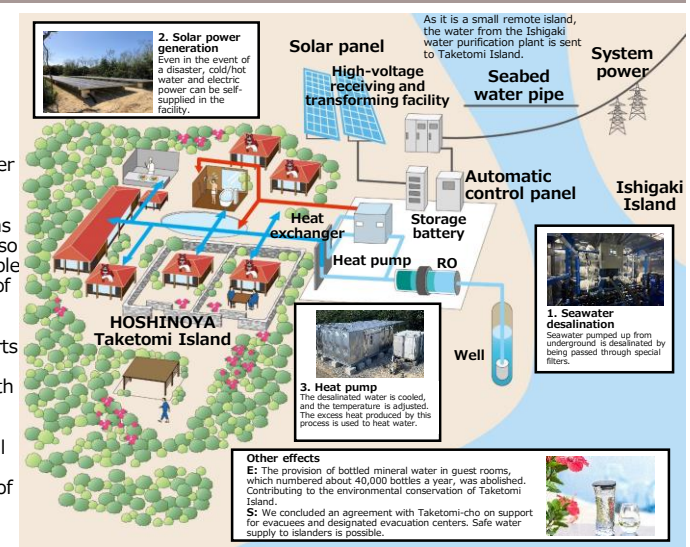 er
as
so
ple
of
rts
th
l
of
2. Solar power
generation
Even in the event of
a disaster, cold/hot
water and electric
power can be self-
supplied in the
facility.
Solar panel
High-voltage
receiving and
transforming facility
As it is a small remote island,
the water from the Ishigaki
water purification plant is sent
to Taketomi Island.
Seabed
water pipe
System
power
Automatic
control panel
Storage
battery
Ishigaki
Island
Heat
exchanger
Heat pump
RO
Well
HOSHINOYA
Taketomi Island
1. Seawater
desalination
Seawater pumped up from
underground is desalinated by
being passed through special
filters.
3. Heat pump
The desalinated water is cooled,
and the temperature is adjusted.
The excess heat produced by this
process is used to heat water.
Other effects
E: The provision of bottled mineral water in guest rooms,
which numbered about 40,000 bottles a year, was abolished.
Contributing to the environmental conservation of Taketomi
Island.
S: We concluded an agreement with Taketomi-cho on support
for evacuees and designated evacuation centers. Safe water
supply to islanders is possible.